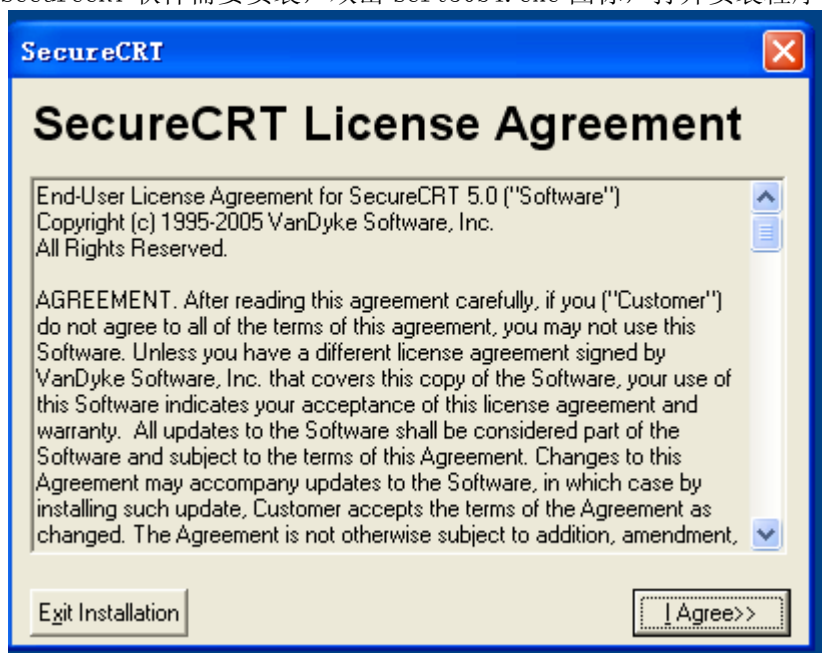 SecureCRT
SecureCRT License Agreement
End-User License Agreement for SecureCRT 5.0 ("Software")
Copyright (c) 1995-2005 VanDyke Software, Inc.
All Rights Reserved.
AGREEMENT. After reading this agreement carefully, if you ("Customer")
do not agree to all of the terms of this agreement, you may not use this
Software. Unless you have a different license agreement signed by
VanDyke Software, Inc. that covers this copy of the Software, your use of
this Software indicates your acceptance of this license agreement and
warranty.  All updates to the Software shall be considered part of the
Software and subject to the terms of this Agreement. Changes to this
Agreement may accompany updates to the Software, in which case by
installing such update, Customer accepts the terms of the Agreement as
changed. The Agreement is not otherwise subject to addition, amendment,
Exit Installation
I Agree>>